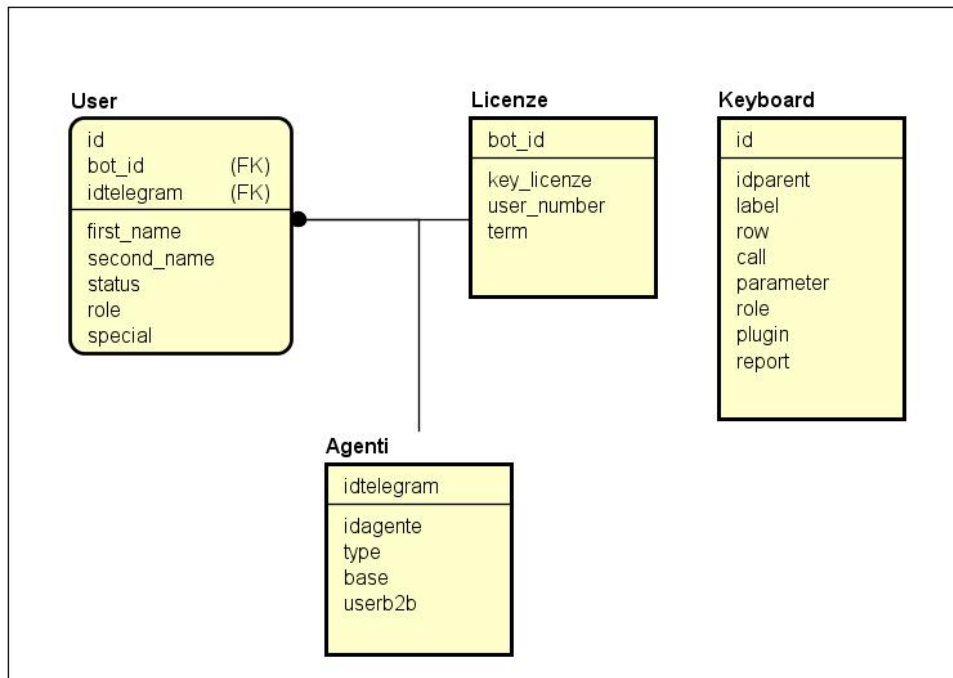 User
id
bot_id (FK)
idtelegram (FK)
first_name
second_name
status
role
special
Licenze
bot_id
key_licenze
user_number
term
Keyboard
id
idparent
label
row
call
parameter
role
plugin
report
Agenti
idtelegram
idagente
type
base
userb2b